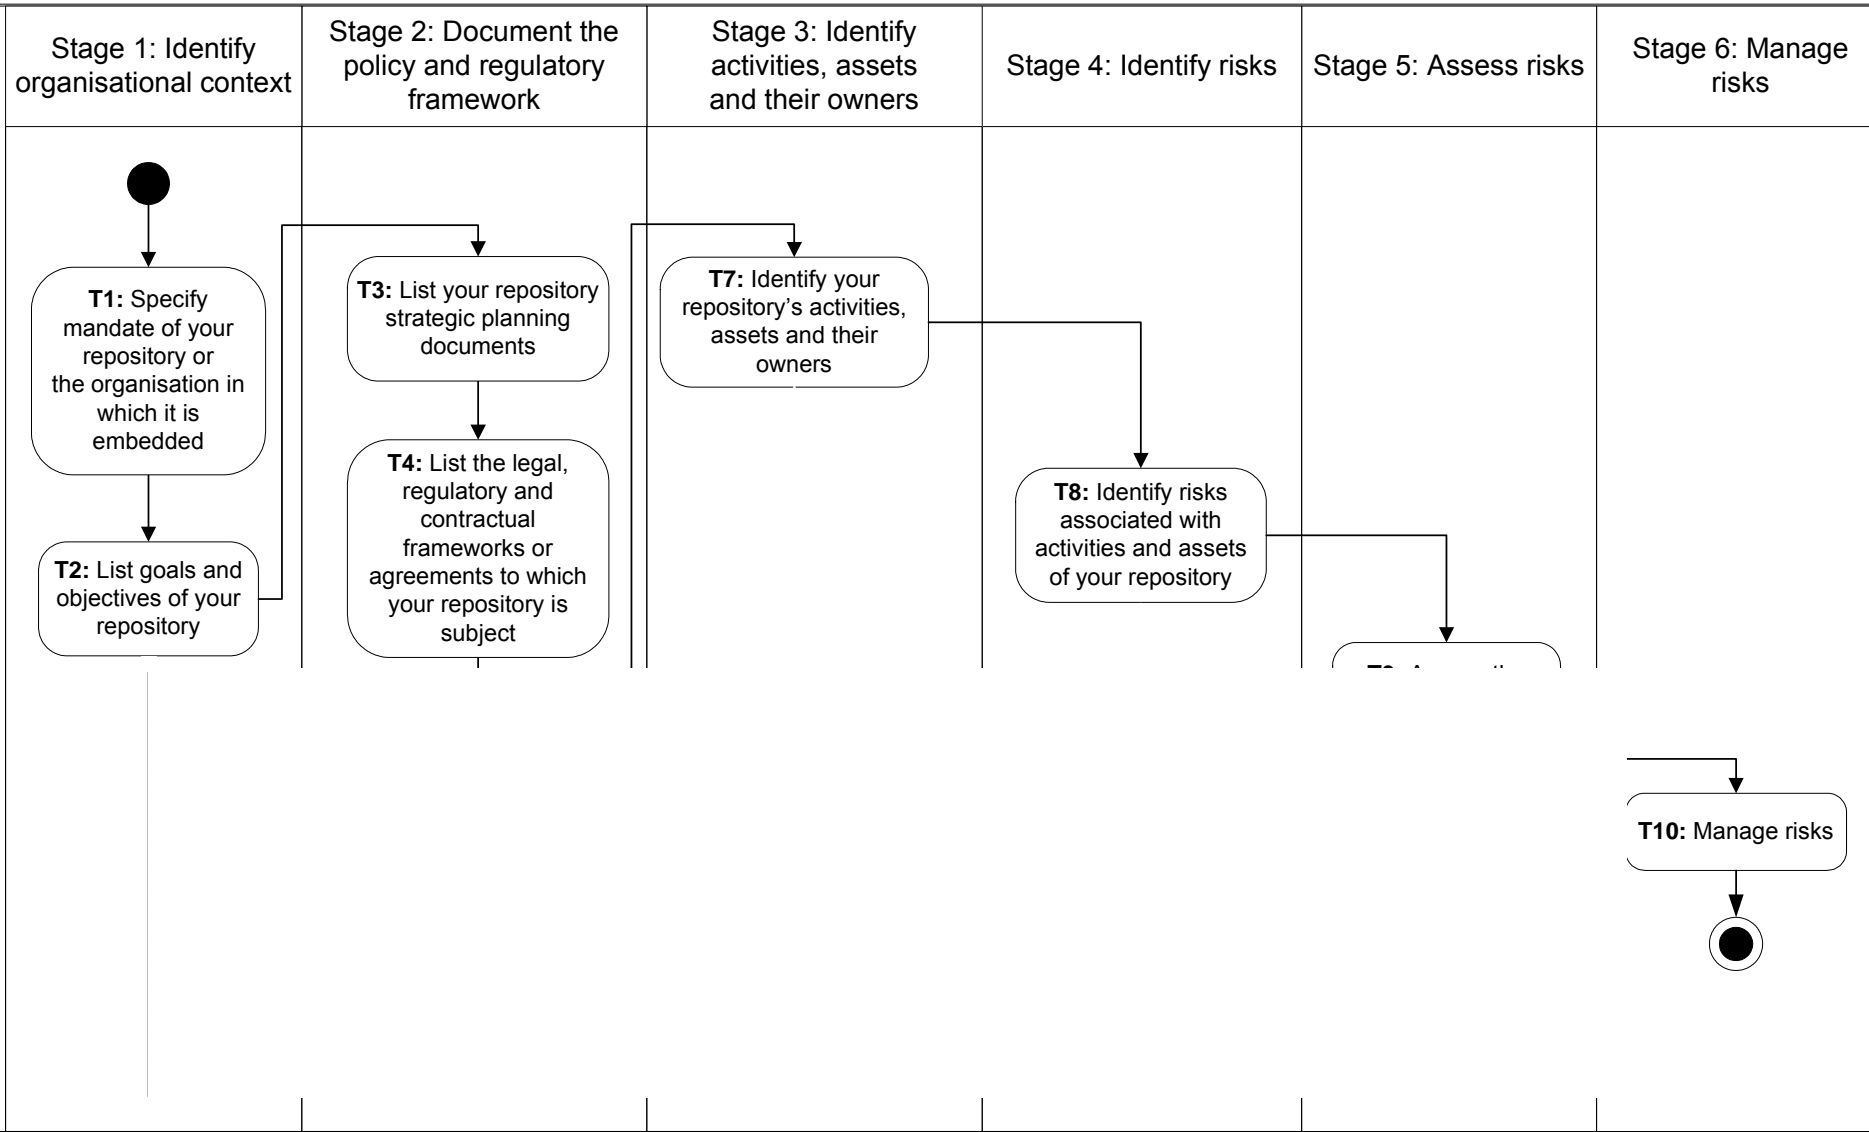 Stage 1: Identify
organisational context
Stage 2: Document the
policy and regulatory
framework
Stage 3: Identify
activities, assets
and their owners
Stage 4: Identify risks
Stage 5: Assess risks
Stage 6: Manage
risks
T1: Specify
mandate of your
repository or
the organisation in
which it is
embedded
T2: List goals and
objectives of your
repository
T3: List your repository
strategic planning
documents
T4: List the legal,
regulatory and
contractual
frameworks or
agreements to which
your repository is
subject
T7: Identify your
repository’s activities,
assets and their
owners
T8: Identify risks
associated with
activities and assets
of your repository
T10: Manage risks